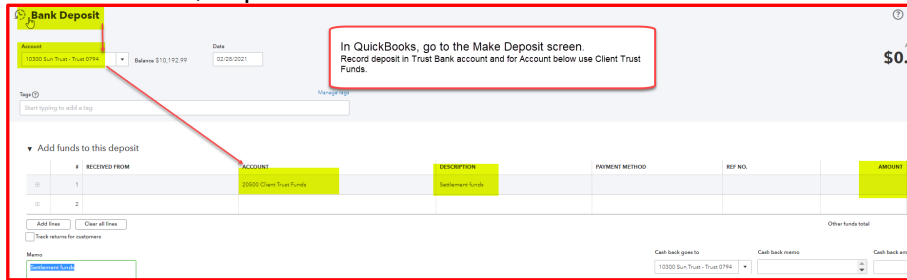 Bank Deposit
Account
Date
10300 Sun Trust - Trust 0794
Balance $10,192.99
02/28/2021
In QuickBooks, go to the Make Deposit screen.
Record deposit in Trust Bank account and for Account below use Client Trust
Funds.
$0.
Tags
Manage tags
Start typing to add a tag
Add funds to this deposit
# RECEIVED FROM ACCOUNT DESCRIPTION PAYMENT METHOD REF NO. AMOUNT
1 20500 Client Trust Funds Settlement funds
2
Add lines Clear all lines Other funds total
Track returns for customers
Memo Cash back goes to Cash back memo Cash back am
Settlement funds 10300 Sun Trust - Trust 0794